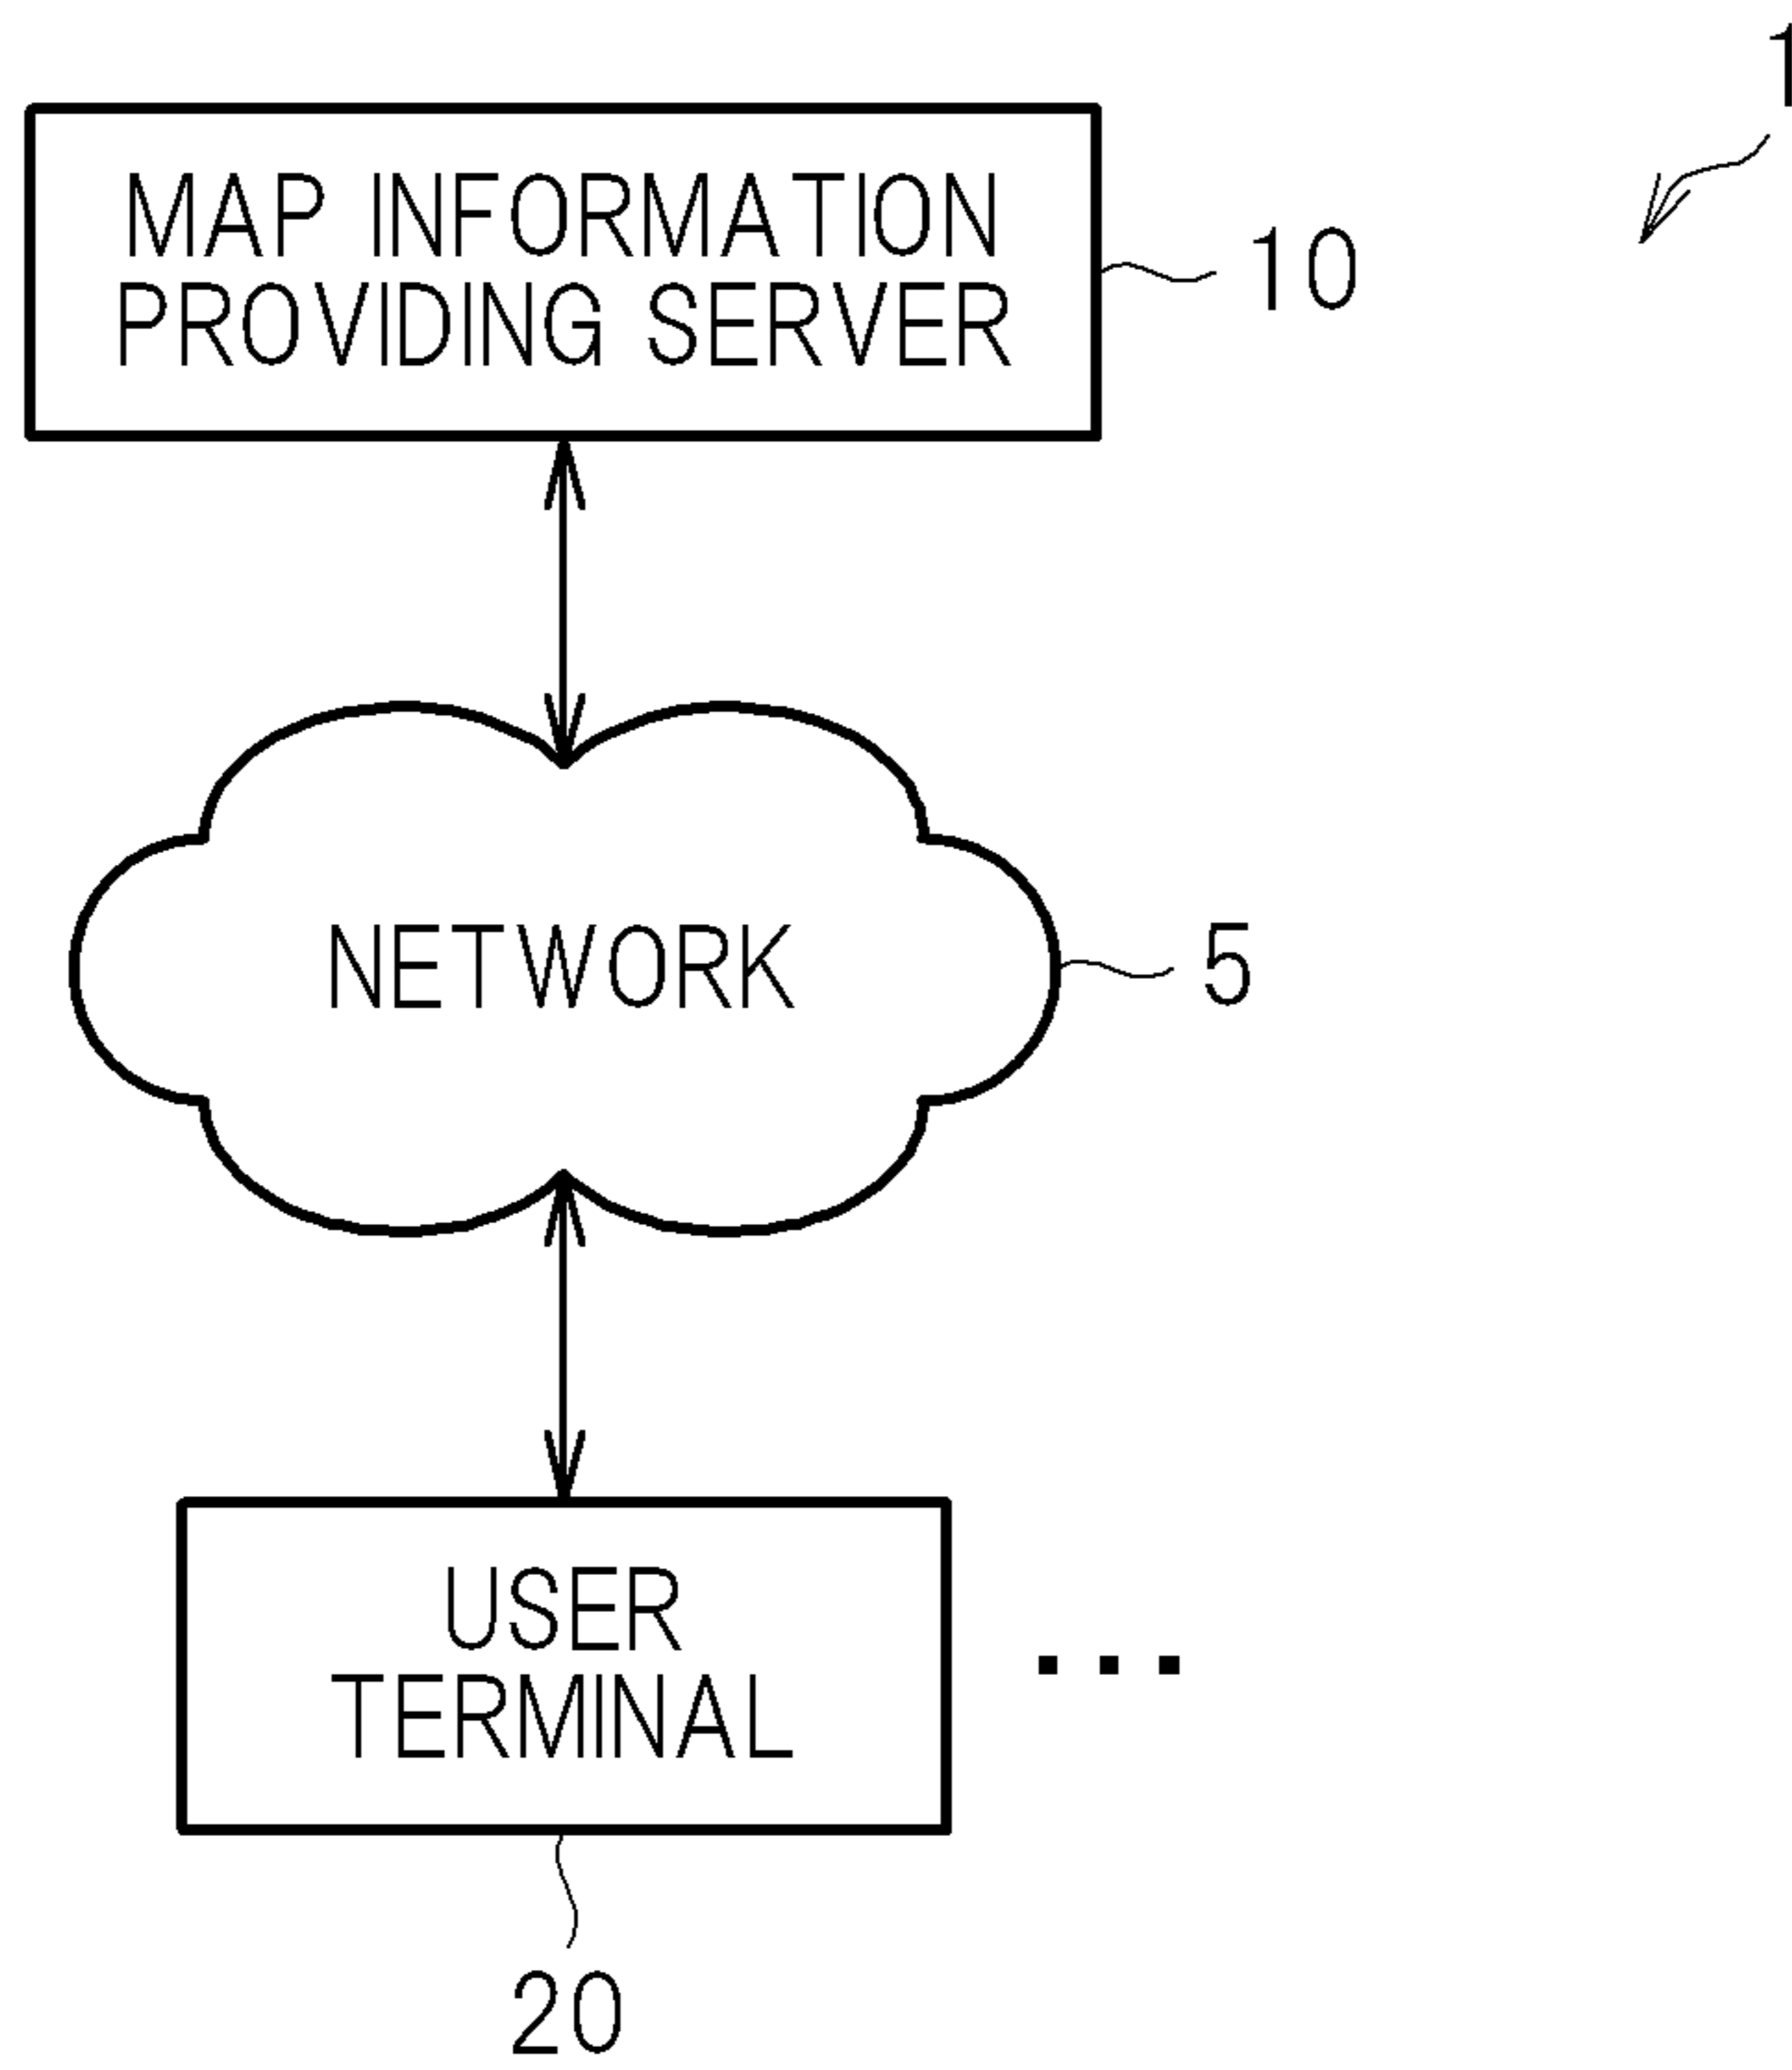 1
MAP INFORMATION
PROVIDING SERVER
10
NETWORK
5
USER
TERMINAL
...
20